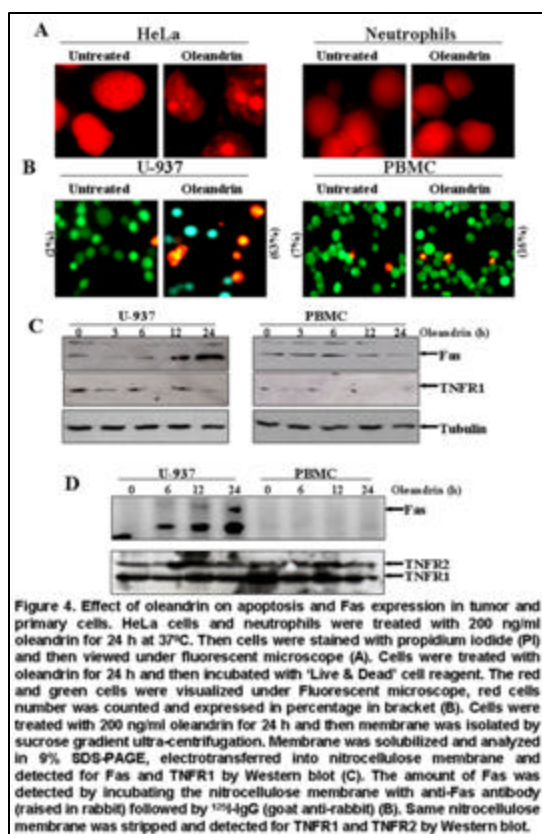 A HeLa Neutrophils
Untreated Oleandrin Untreated Oleandrin
B U-937 PBMC
Untreated Oleandrin Untreated Oleandrin
(2%) (63%) (7%) (16%)
C U-937 PBMC
0 3 6 12 24 0 3 6 12 24 Oleandrin (h)
Fas
TNFR1
Tubulin
D U-937 PBMC
0 6 12 24 0 6 12 24 Oleandrin (h)
Fas
TNFR2
TNFR1
Figure 4. Effect of oleandrin on apoptosis and Fas expression in tumor and
primary cells. HeLa cells and neutrophils were treated with 200 ng/ml
oleandrin for 24 h at 37ºC. Then cells were stained with propidium iodide (PI)
and then viewed under fluorescent microscope (A). Cells were treated with
oleandrin for 24 h and then incubated with ‘Live & Dead’ cell reagent. The red
and green cells were visualized under Fluorescent microscope, red cells
number was counted and expressed in percentage in bracket (B). Cells were
treated with 200 ng/ml oleandrin for 24 h and then membrane was isolated by
sucrose gradient ultra-centrifugation. Membrane was solubilized and analyzed
in 9% SDS-PAGE, electrotransferred into nitrocellulose membrane and
detected for Fas and TNFR1 by Western blot (C). The amount of Fas was
detected by incubating the nitrocellulose membrane with anti-Fas antibody
(raised in rabbit) followed by ¹²⁵I-IgG (goat anti-rabbit) (B). Same nitrocellulose
membrane was stripped and detected for TNFR1 and TNFR2 by Western blot.